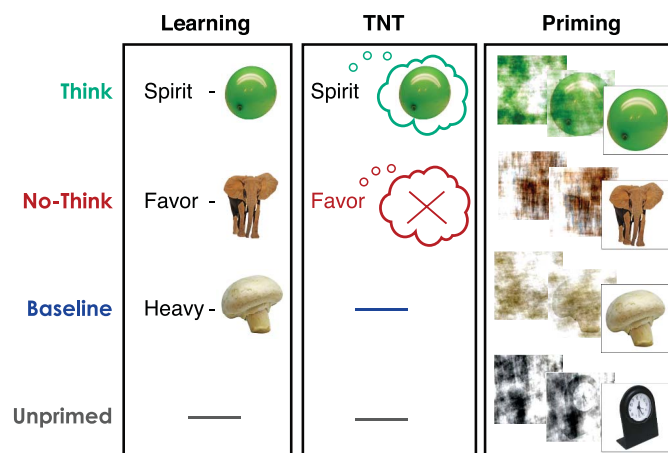 Learning TNT Priming
Think Spirit - Spirit
No-Think Favor - Favor
Baseline Heavy -
Unprimed